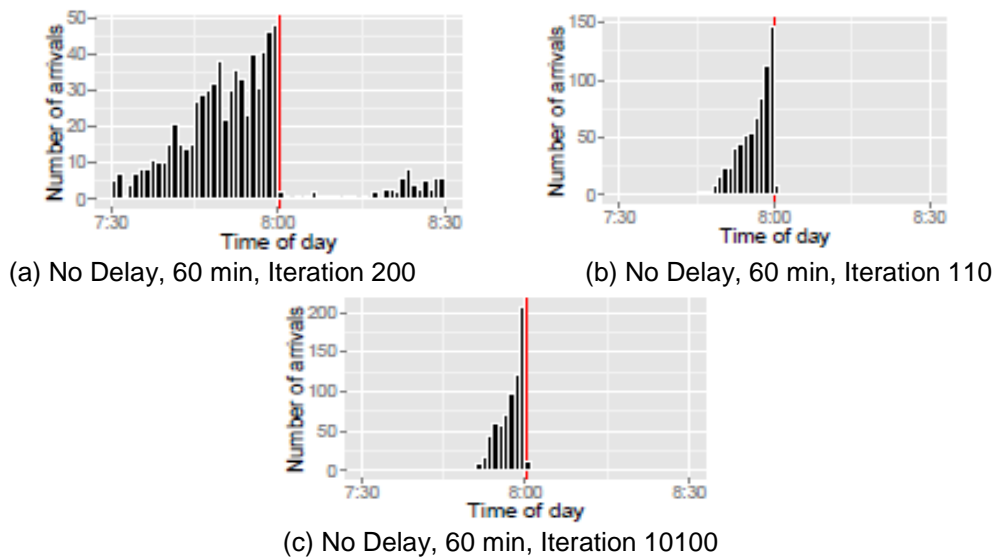 50
40
30
20
10
0
Number of arrivals
7:30
8:00
8:30
Time of day
(a) No Delay, 60 min, Iteration 200
150
100
50
0
Number of arrivals
7:30
8:00
8:30
Time of day
(b) No Delay, 60 min, Iteration 110
200
150
100
50
0
Number of arrivals
7:30
8:00
8:30
Time of day
(c) No Delay, 60 min, Iteration 10100